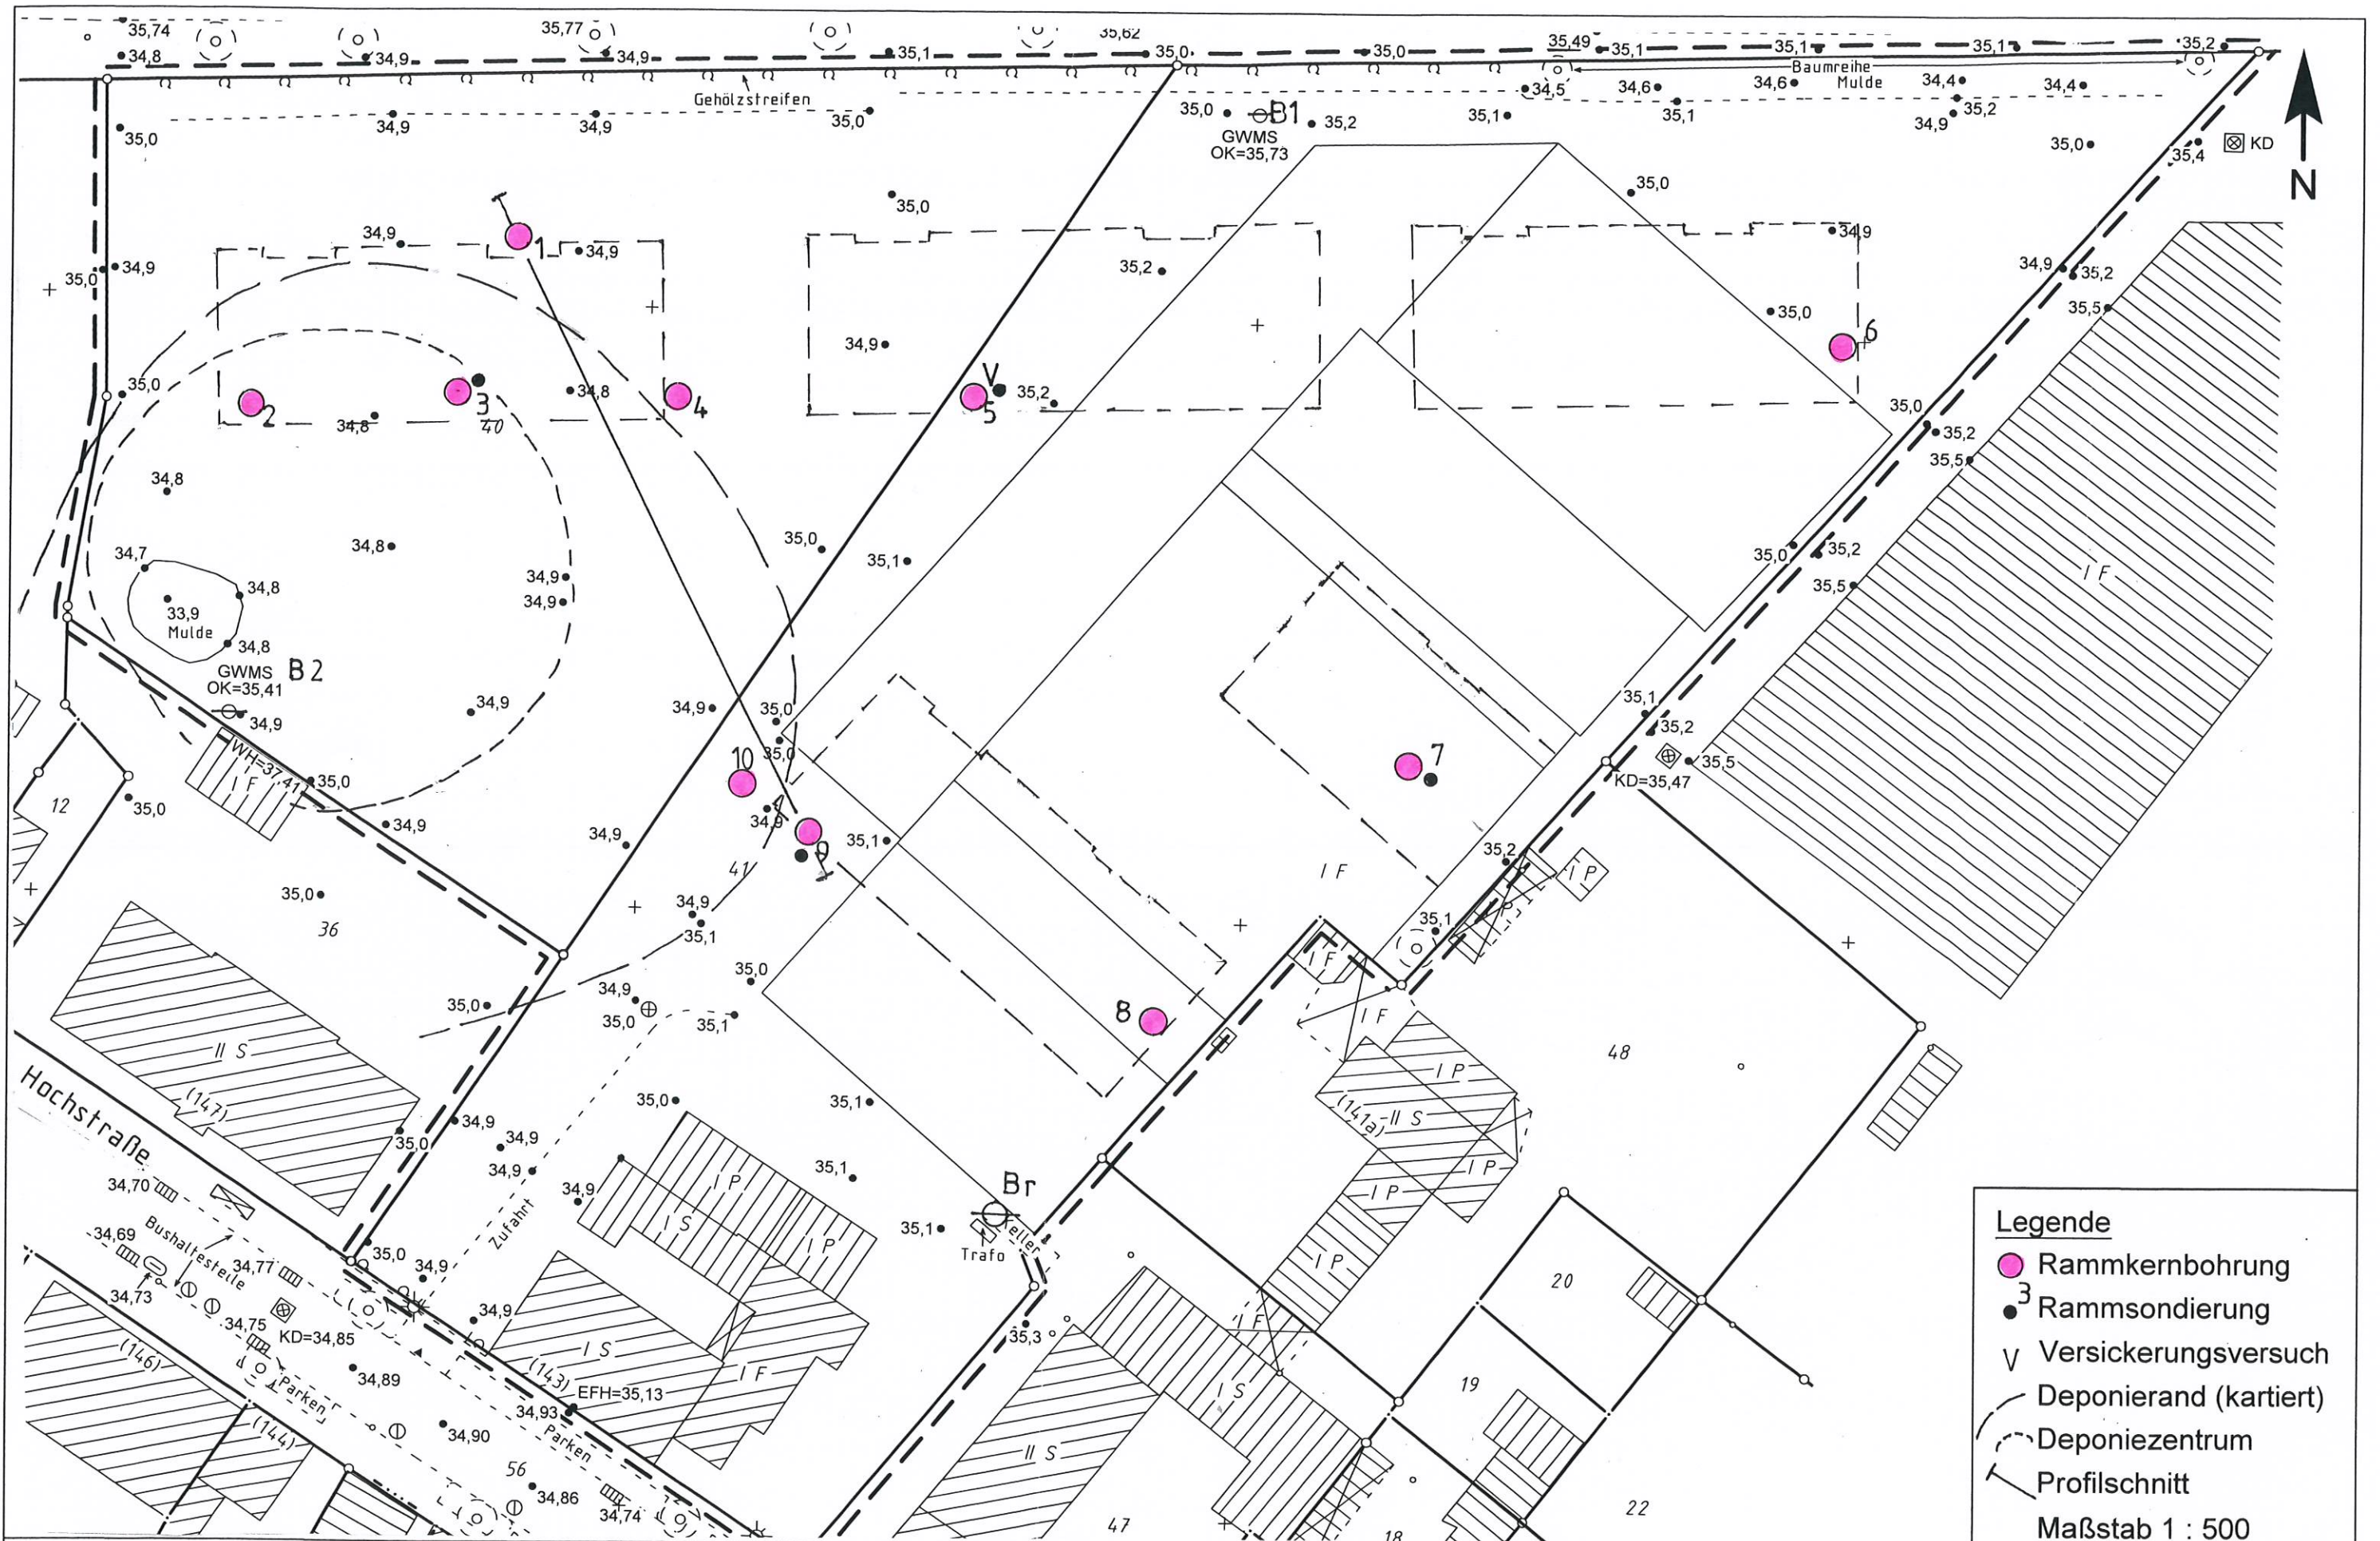 35,74
35,77
35,62
35,49
34,8
34,9
34,9
35,1
35,0
35,0
35,1
35,1
35,1
35,2
Baumreihe
Gehölzstreifen
34,5
34,6
34,6
Mulde
34,4
34,4
34,9
34,9
35,0
35,0
B1
35,2
35,1
35,1
34,9
35,2
35,0
GWMS
OK=35,73
35,0
35,0
35,4
KD
N
35,0
35,0
34,9
1
34,9
35,0
34,9
35,2
34,9
34,9
35,2
35,5
35,0
34,9
6
35,0
2
3
34,8
4
V
5
35,2
34,8
40
35,0
35,2
35,5
34,8
34,8
35,0
35,1
35,0
35,2
35,5
I F
34,7
34,8
33,9
Mulde
34,8
34,9
34,9
GWMS
OK=35,41
B2
34,9
34,9
34,9
35,0
35,0
35,1
35,2
35,5
KD=35,47
WH=37,41
I F
35,0
10
7
12
35,0
34,9
34,9
34,9
9
35,1
41
I F
35,2
I P
35,0
36
34,9
35,1
35,1
I F
35,0
35,0
34,9
35,0
35,1
8
I F
48
II S
(147)
Hochstraße
35,0
35,1
I P
(141a)
II S
34,9
35,0
34,9
34,9
34,9
35,1
I P
I P
I P
34,70
Bushaltestelle
34,69
34,77
34,73
34,75
KD=34,85
35,0
34,9
Zufahrt
I S
I P
35,1
Br
Keller
Trafo
I P
20
34,9
I S
(143)
EFH=35,13
34,93
I F
35,3
I F
I S
19
(146)
Parken
34,89
(144)
34,90
Parken
56
34,86
34,74
II S
47
18
22
Legende
Rammkernbohrung
3
Rammsondierung
V
Versickerungsversuch
Deponierand (kartiert)
Deponiezentrum
Profilschnitt
Maßstab 1 : 500